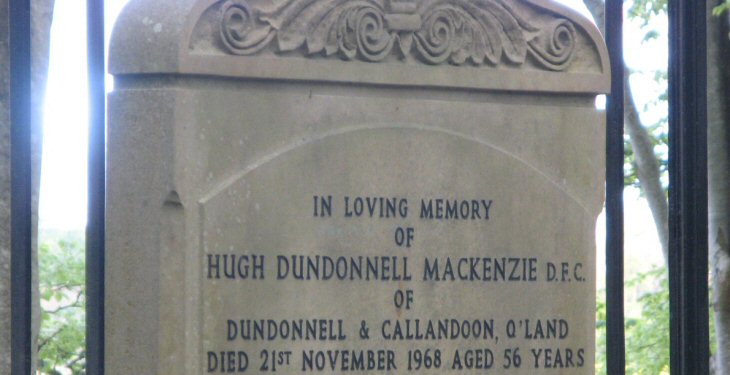 IN LOVING MEMORY
OF
HUGH DUNDONNELL MACKENZIE D.F.C.
OF
DUNDONNELL & CALLANDOON, Q'LAND
DIED 21ST NOVEMBER 1968 AGED 56 YEARS